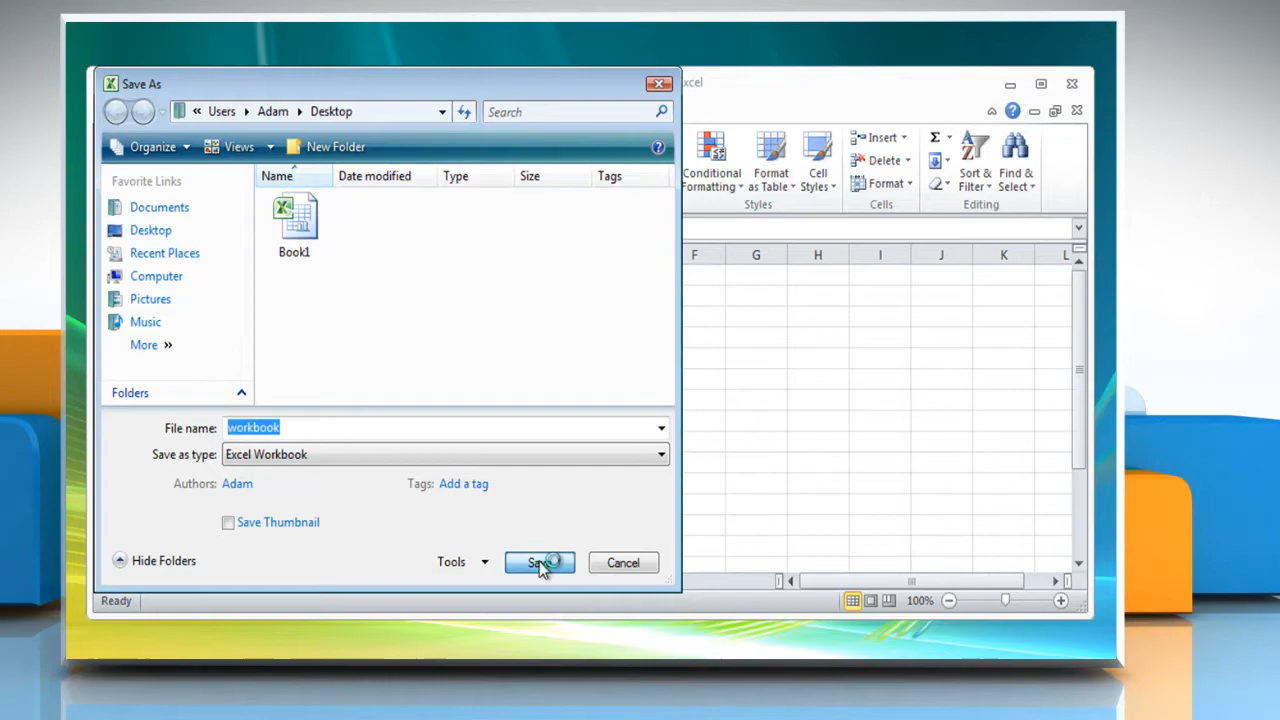 Save As
xcel
« Users Adam Desktop
Search
Organize Views New Folder
Favorite Links
Documents
Desktop
Recent Places
Computer
Pictures
Music
More »
Folders
Name Date modified Type Size Tags
Book1
File name: workbook
Save as type: Excel Workbook
Authors: Adam Tags: Add a tag
Save Thumbnail
Hide Folders
Tools Cancel
Conditional
Formatting
Format
as Table
Cell
Styles
Styles
Insert
Delete
Format
Cells
Σ
Sort &
Filter
Find &
Select
Editing
F G H I J K L
Ready 100%